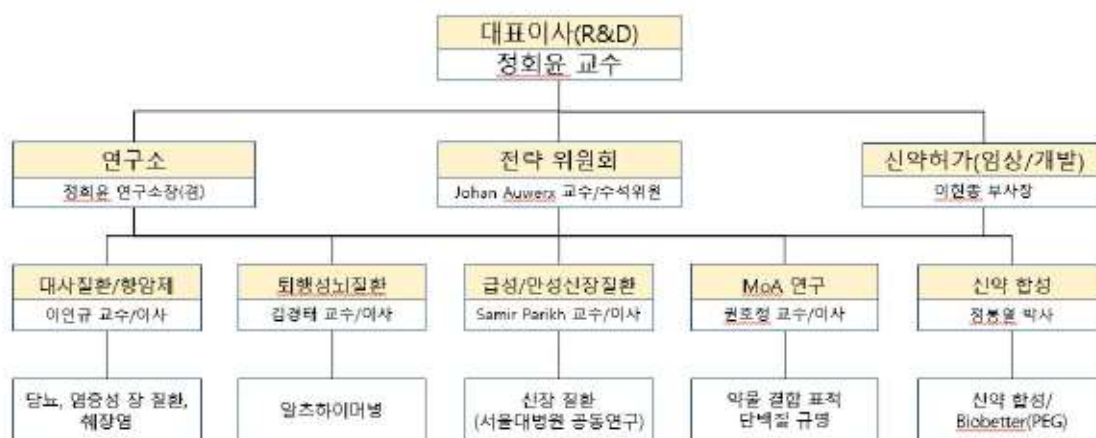 대표이사(R&D)
정회윤 교수
연구소
정회윤 연구소장(겸)
전략 위원회
Johan Auwerx 교수/수석위원
신약허가(임상/개발)
이현종 부사장
대사질환/항암제
이인규 교수/이사
퇴행성뇌질환
김경태 교수/이사
급성/만성신장질환
Samir Parikh 교수/이사
MoA 연구
권호정 교수/이사
신약 합성
정봉열 박사
당뇨, 염증성 장 질환,
췌장염
알츠하이머병
신장 질환
(서울대병원 공동연구)
약물 결합 표적
단백질 규명
신약 합성/
Biobetter(PEG)